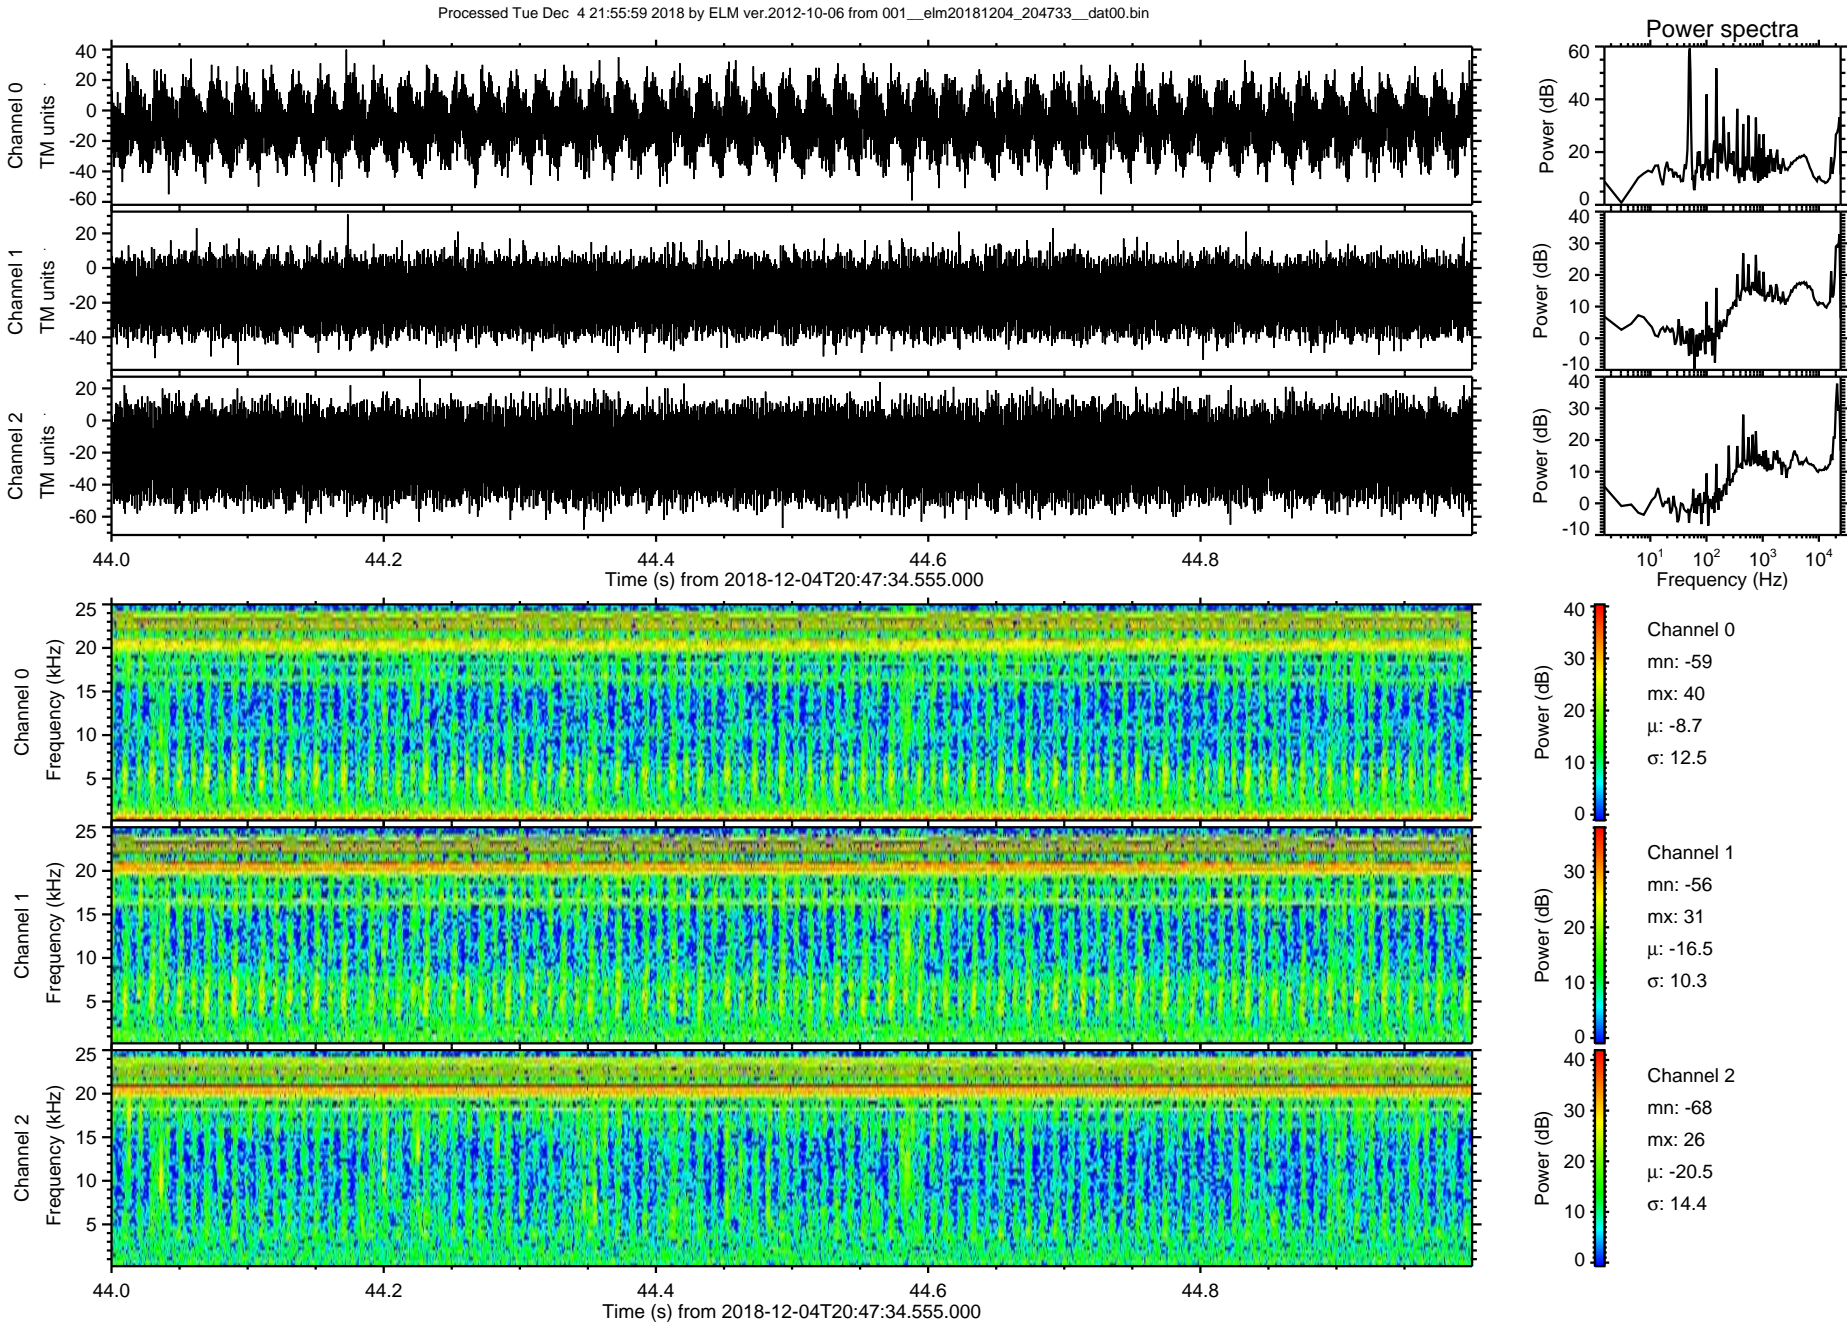 Processed Tue Dec  4 21:55:59 2018 by ELM ver.2012-10-06 from 001__elm20181204_204733__dat00.bin
Power spectra
Channel 0
TM units
40
20
0
-20
-40
-60
Power (dB)
60
40
20
0
Channel 1
TM units
20
0
-20
-40
Power (dB)
40
30
20
10
0
-10
Channel 2
TM units
20
0
-20
-40
-60
Power (dB)
40
30
20
10
0
-10
44.0 44.2 44.4 44.6 44.8
Time (s) from 2018-12-04T20:47:34.555.000
10¹ 10² 10³ 10⁴
Frequency (Hz)
Channel 0
Frequency (kHz)
25
20
15
10
5
Power (dB)
40
30
20
10
0
Channel 0
mn: -59
mx: 40
μ: -8.7
σ: 12.5
Channel 1
Frequency (kHz)
25
20
15
10
5
Power (dB)
30
20
10
0
Channel 1
mn: -56
mx: 31
μ: -16.5
σ: 10.3
Channel 2
Frequency (kHz)
25
20
15
10
5
Power (dB)
40
30
20
10
0
Channel 2
mn: -68
mx: 26
μ: -20.5
σ: 14.4
44.0 44.2 44.4 44.6 44.8
Time (s) from 2018-12-04T20:47:34.555.000